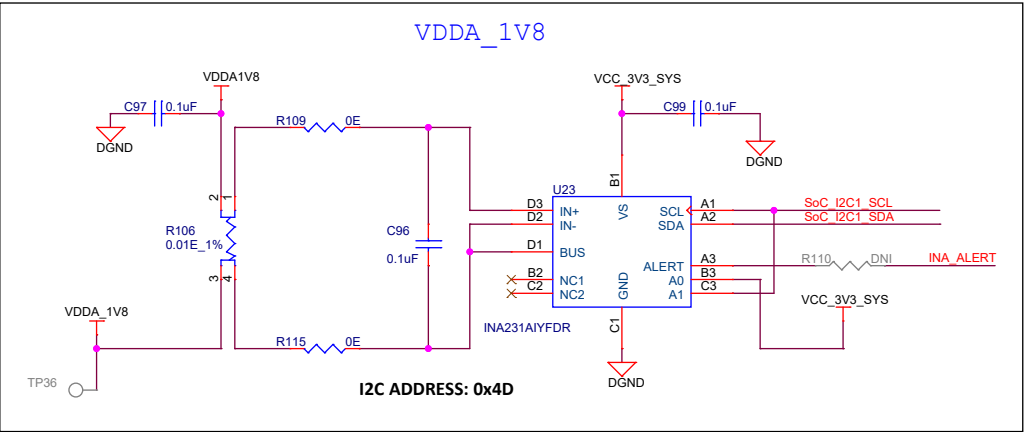 VDDA_1V8
VDDA1V8
VCC_3V3_SYS
C97 0.1uF
C99 0.1uF
R109 0E
DGND
DGND
B1
2 1
U23
D3 IN+ VS SCL A1 SoC_I2C1_SCL
D2 IN- SDA A2 SoC_I2C1_SDA
R106
0.01E_1%
C96
0.1uF
D1 BUS
ALERT A3 R110 DNI INA_ALERT
B2 NC1 GND A0 B3
C2 NC2 A1 C3
3 4
VCC_3V3_SYS
VDDA_1V8
C1
INA231AIYFDR
R115 0E
TP36
DGND
I2C ADDRESS: 0x4D